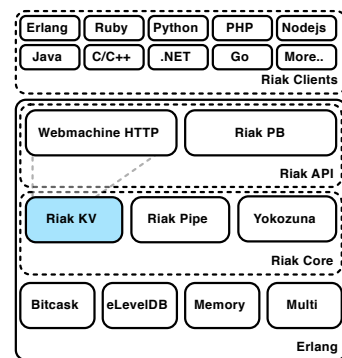 Erlang Ruby Python PHP Nodejs
Java C/C++ .NET Go More..
Riak Clients
Webmachine HTTP Riak PB
Riak API
Riak KV Riak Pipe Yokozuna
Riak Core
Bitcask eLevelDB Memory Multi
Erlang